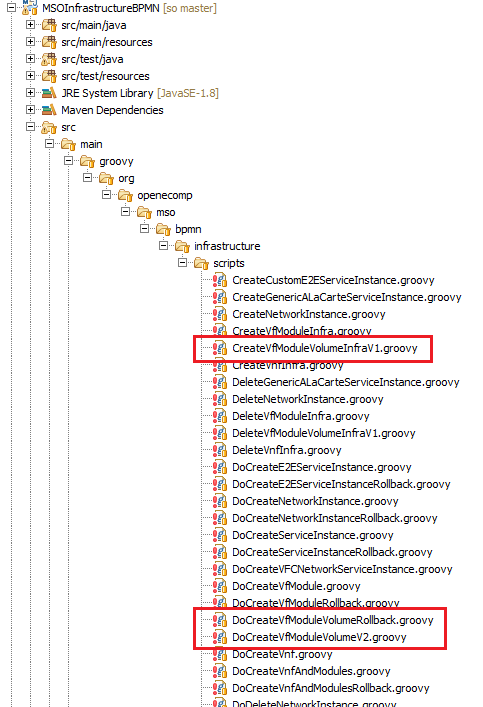 MSOInfrastructureBPMN [so master]
src/main/java
src/main/resources
src/test/java
src/test/resources
JRE System Library [JavaSE-1.8]
Maven Dependencies
src
main
groovy
org
openecomp
mso
bpmn
infrastructure
scripts
CreateCustomE2EServiceInstance.groovy
CreateGenericALaCarteServiceInstance.groovy
CreateNetworkInstance.groovy
CreateVfModuleInfra.groovy
CreateVfModuleVolumeInfraV1.groovy
CreateVnfInfra.groovy
DeleteGenericALaCarteServiceInstance.groovy
DeleteNetworkInstance.groovy
DeleteVfModuleInfra.groovy
DeleteVfModuleVolumeInfraV1.groovy
DeleteVnfInfra.groovy
DoCreateE2EServiceInstance.groovy
DoCreateE2EServiceInstanceRollback.groovy
DoCreateNetworkInstance.groovy
DoCreateNetworkInstanceRollback.groovy
DoCreateServiceInstance.groovy
DoCreateServiceInstanceRollback.groovy
DoCreateVFCNetworkServiceInstance.groovy
DoCreateVfModule.groovy
DoCreateVfModuleRollback.groovy
DoCreateVfModuleVolumeRollback.groovy
DoCreateVfModuleVolumeV2.groovy
DoCreateVnf.groovy
DoCreateVnfAndModules.groovy
DoCreateVnfAndModulesRollback.groovy
DoDeleteNetworkInstance.groovy